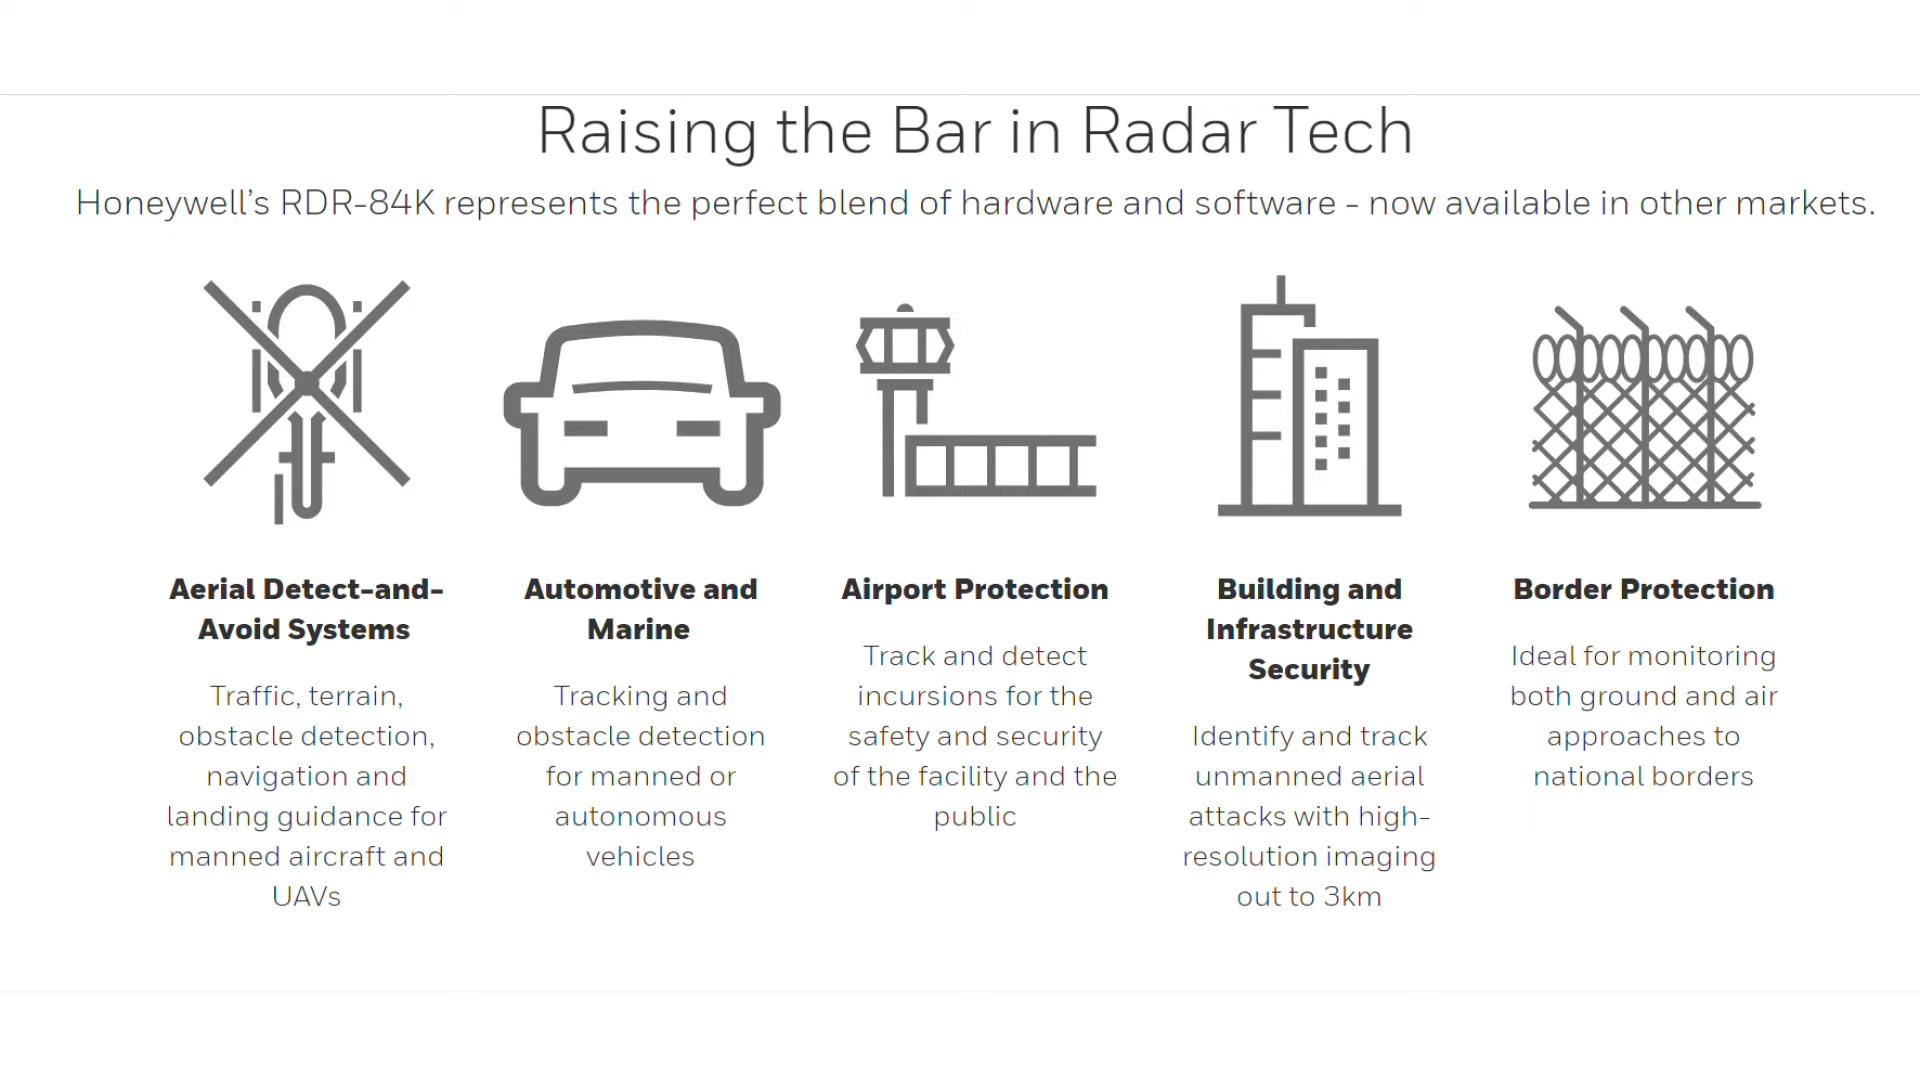 Raising the Bar in Radar Tech
Honeywell’s RDR-84K represents the perfect blend of hardware and software - now available in other markets.
Aerial Detect-and-
Avoid Systems
Traffic, terrain,
obstacle detection,
navigation and
landing guidance for
manned aircraft and
UAVs
Automotive and
Marine
Tracking and
obstacle detection
for manned or
autonomous
vehicles
Airport Protection
Track and detect
incursions for the
safety and security
of the facility and the
public
Building and
Infrastructure
Security
Identify and track
unmanned aerial
attacks with high-
resolution imaging
out to 3km
Border Protection
Ideal for monitoring
both ground and air
approaches to
national borders